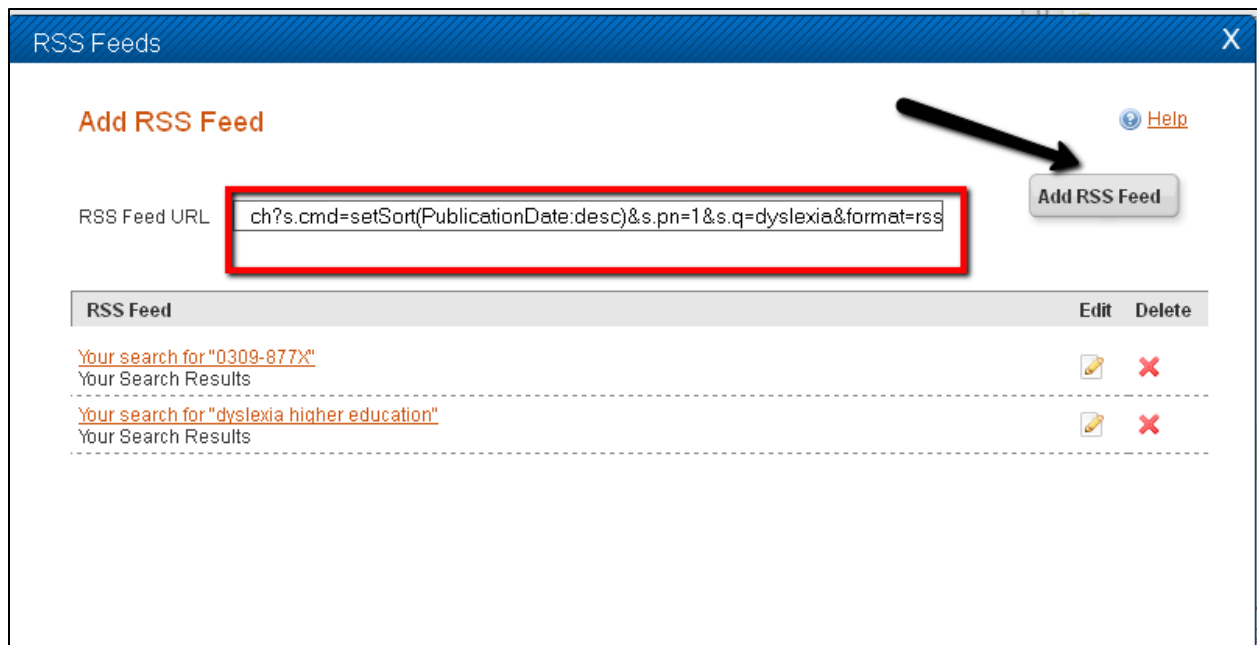 RSS Feeds X
Add RSS Feed
Help
RSS Feed URL ch?s.cmd=setSort(PublicationDate:desc)&s.pn=1&s.q=dyslexia&format=rss
Add RSS Feed
RSS Feed Edit Delete
Your search for "0309-877X"
Your Search Results
Your search for "dyslexia higher education"
Your Search Results